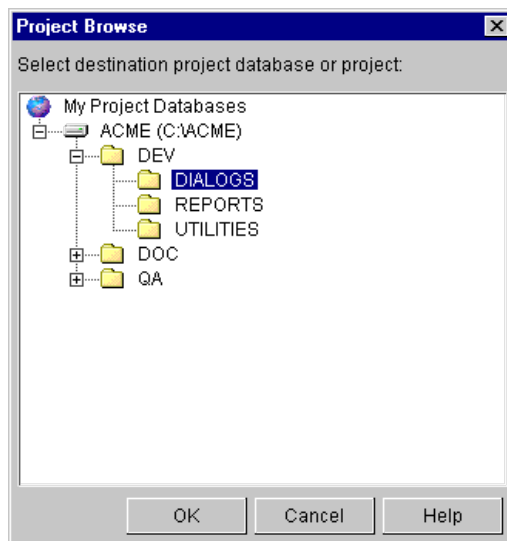 Project Browse
Select destination project database or project:
My Project Databases
ACME (C:\ACME)
DEV
DIALOGS
REPORTS
UTILITIES
DOC
QA
OK Cancel Help